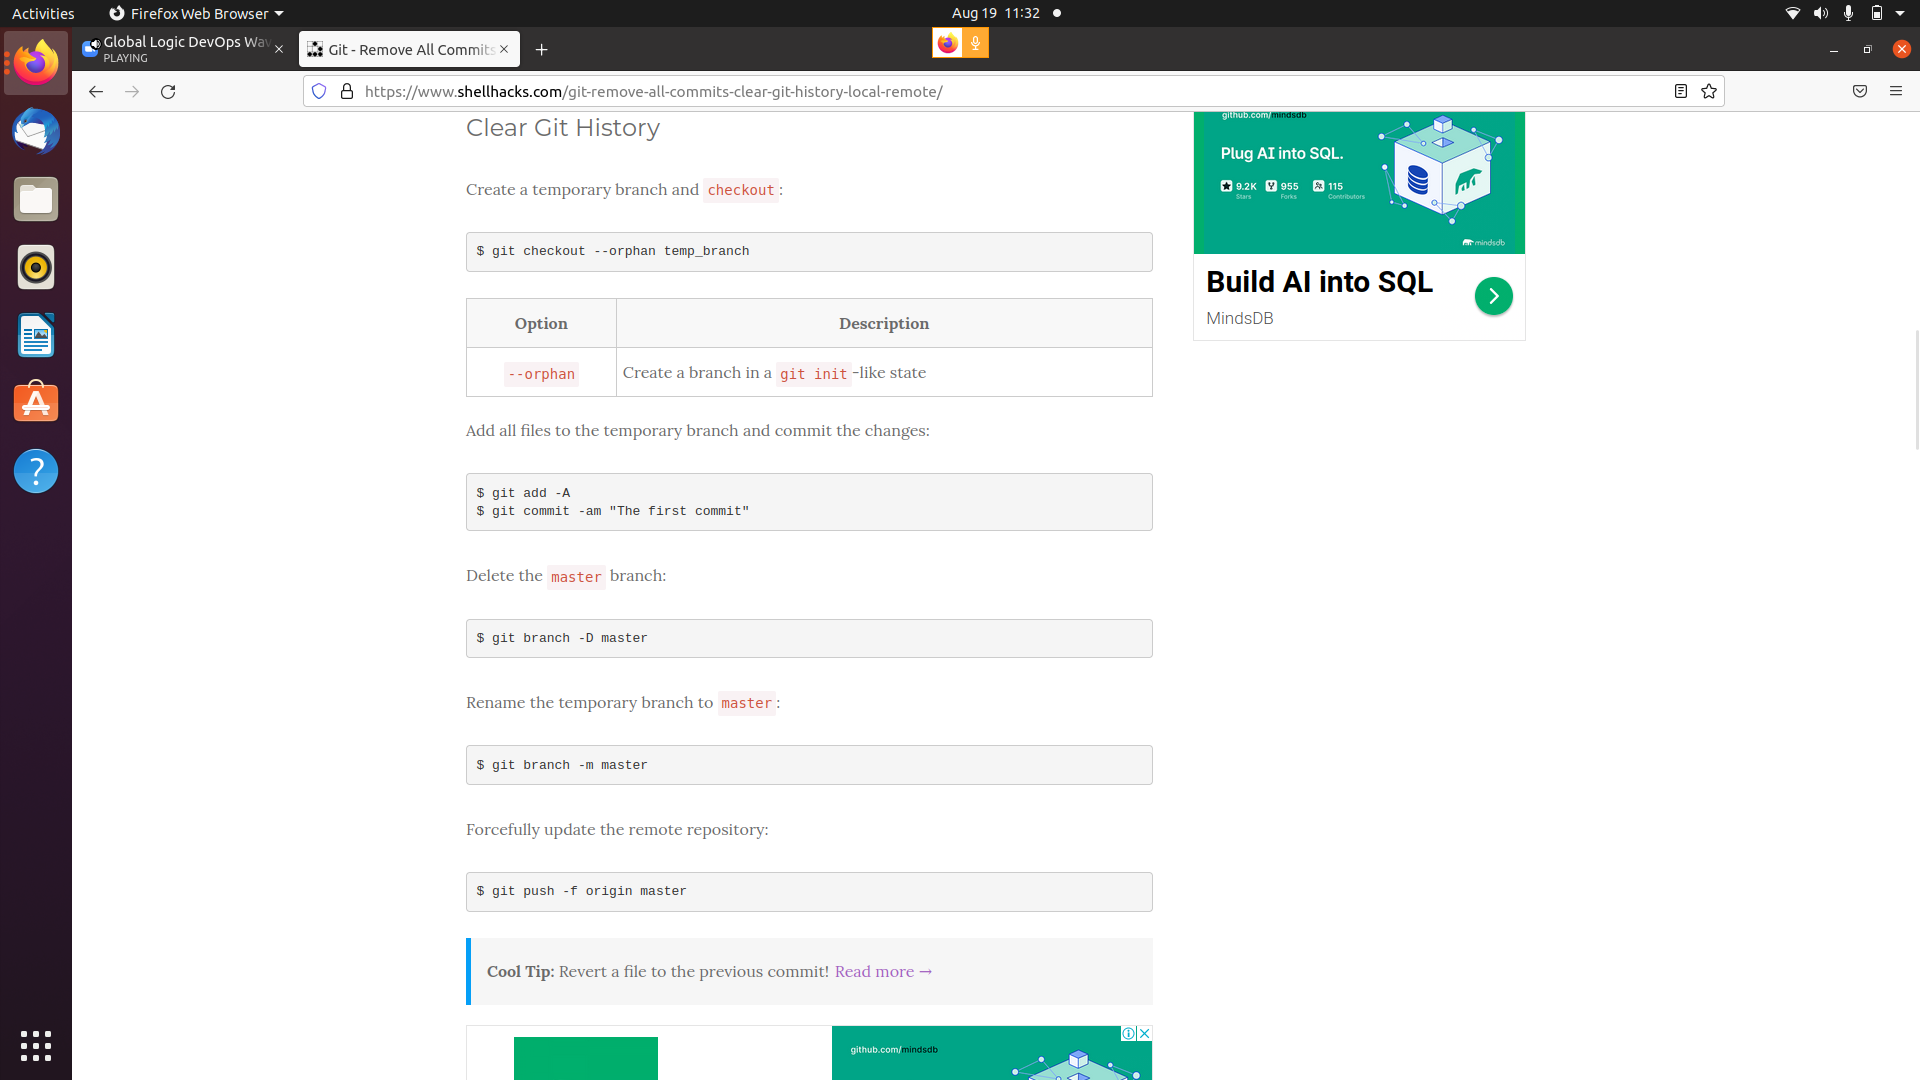 Activities
Firefox Web Browser
Aug 19 11:32
Global Logic DevOps Wav
PLAYING
Git - Remove All Commits
https://www.shellhacks.com/git-remove-all-commits-clear-git-history-local-remote/
Clear Git History
Create a temporary branch and checkout:
$ git checkout --orphan temp_branch
Option Description
--orphan Create a branch in a git init-like state
Add all files to the temporary branch and commit the changes:
$ git add -A
$ git commit -am "The first commit"
Delete the master branch:
$ git branch -D master
Rename the temporary branch to master:
$ git branch -m master
Forcefully update the remote repository:
$ git push -f origin master
Cool Tip: Revert a file to the previous commit! Read more →
github.com/mindsdb
github.com/mindsdb
Plug AI into SQL.
9.2K 955 115
Stars Forks Contributors
mindsdb
Build AI into SQL
MindsDB